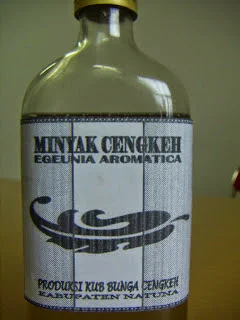 MINYAK CENGKEH
EGEUNIA AROMATICA
PRODUKSI KUB BUNGA CENGKEH
KABUPATEN NATUNA